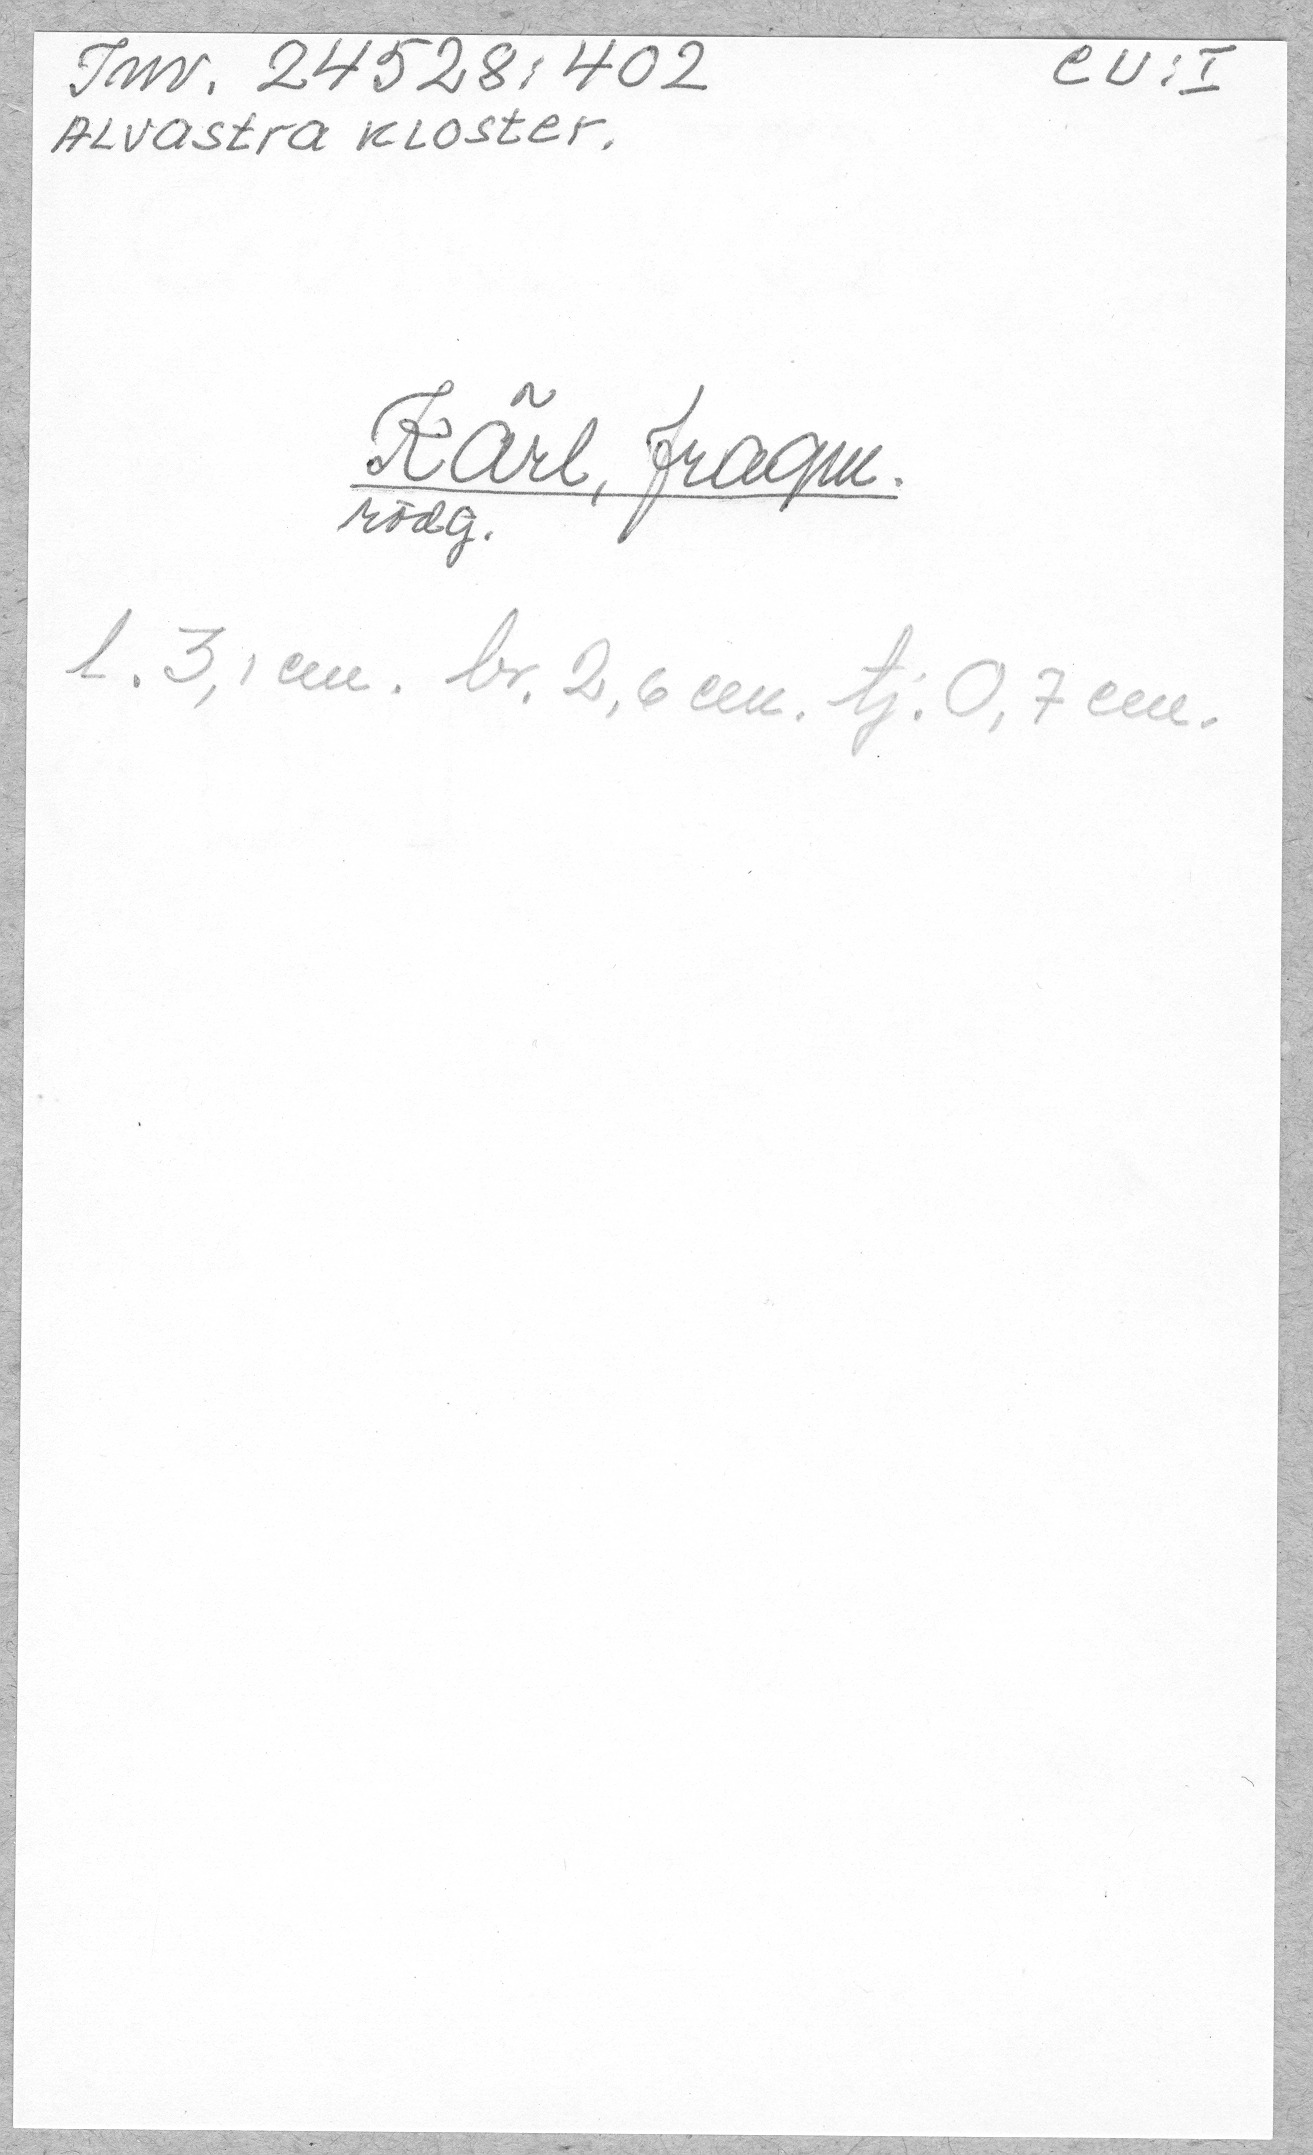 Inv. 24528:402 CU:I
ALvastra KLoster.
Kärl, fragm.
rödg.
l. 3,1 cm. br. 2,6 cm. tj. 0,7 cm.